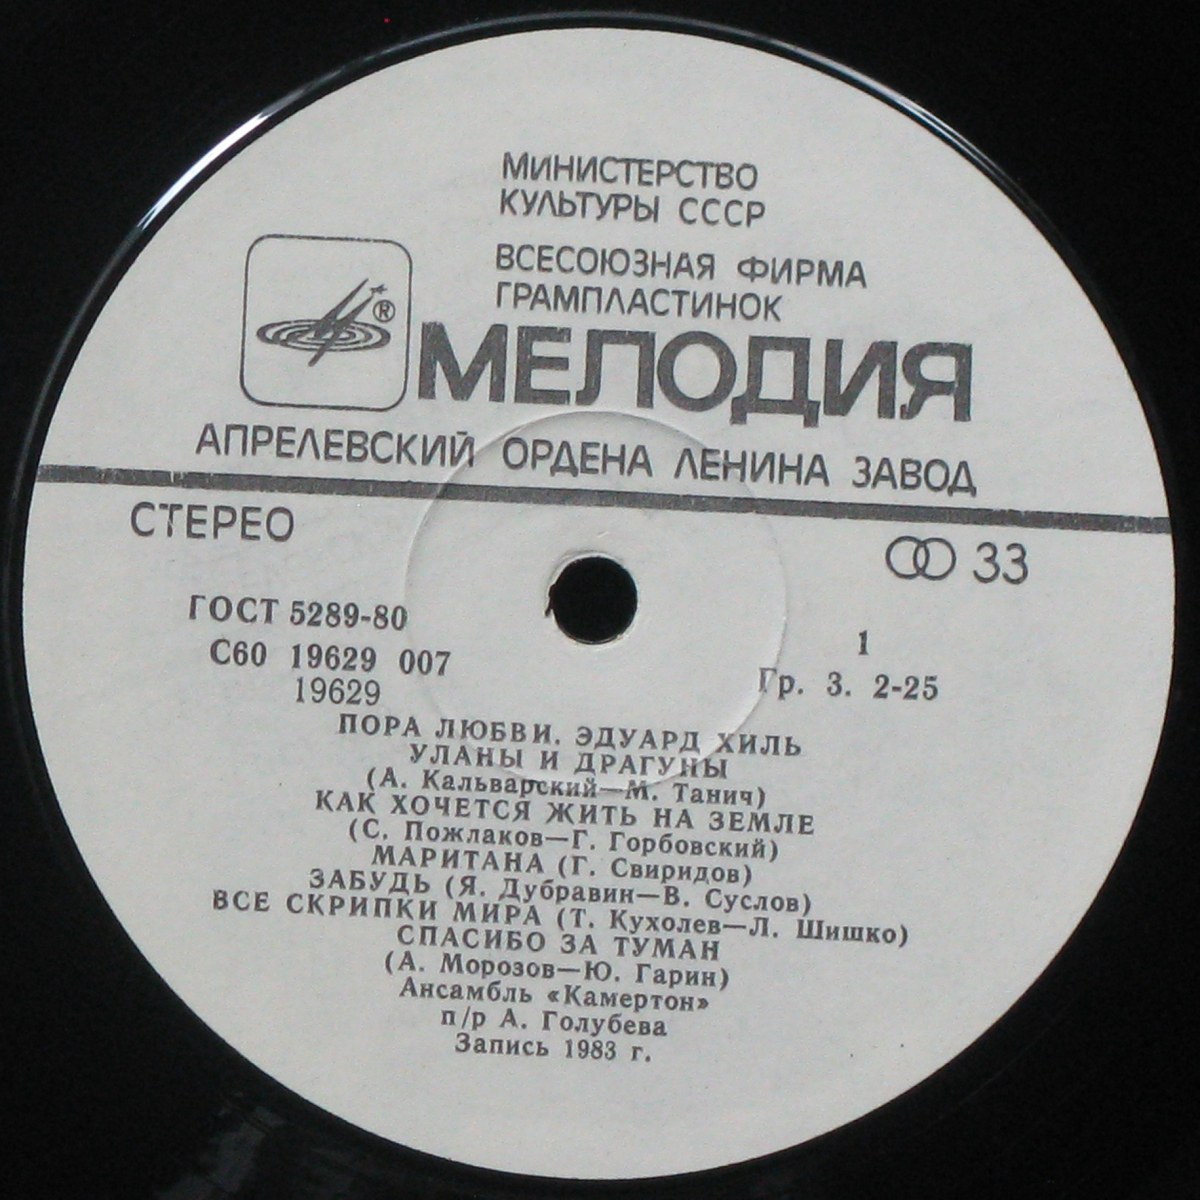 МИНИСТЕРСТВО
КУЛЬТУРЫ СССР
ВСЕСОЮЗНАЯ ФИРМА
ГРАМПЛАСТИНОК
®
МЕЛОДИЯ
АПРЕЛЕВСКИЙ ОРДЕНА ЛЕНИНА ЗАВОД
СТЕРЕО
33
ГОСТ 5289-80
С60 19629 007
19629
1
Гр. 3. 2-25
ПОРА ЛЮБВИ. ЭДУАРД ХИЛЬ
УЛАНЫ И ДРАГУНЫ
(А. Кальварский—М. Танич)
КАК ХОЧЕТСЯ ЖИТЬ НА ЗЕМЛЕ
(С. Пожлаков—Г. Горбовский)
МАРИТАНА (Г. Свиридов)
ЗАБУДЬ (Я. Дубравин—В. Суслов)
ВСЕ СКРИПКИ МИРА (Т. Кухолев—Л. Шишко)
СПАСИБО ЗА ТУМАН
(А. Морозов—Ю. Гарин)
Ансамбль «Камертон»
п/р А. Голубева
Запись 1983 г.